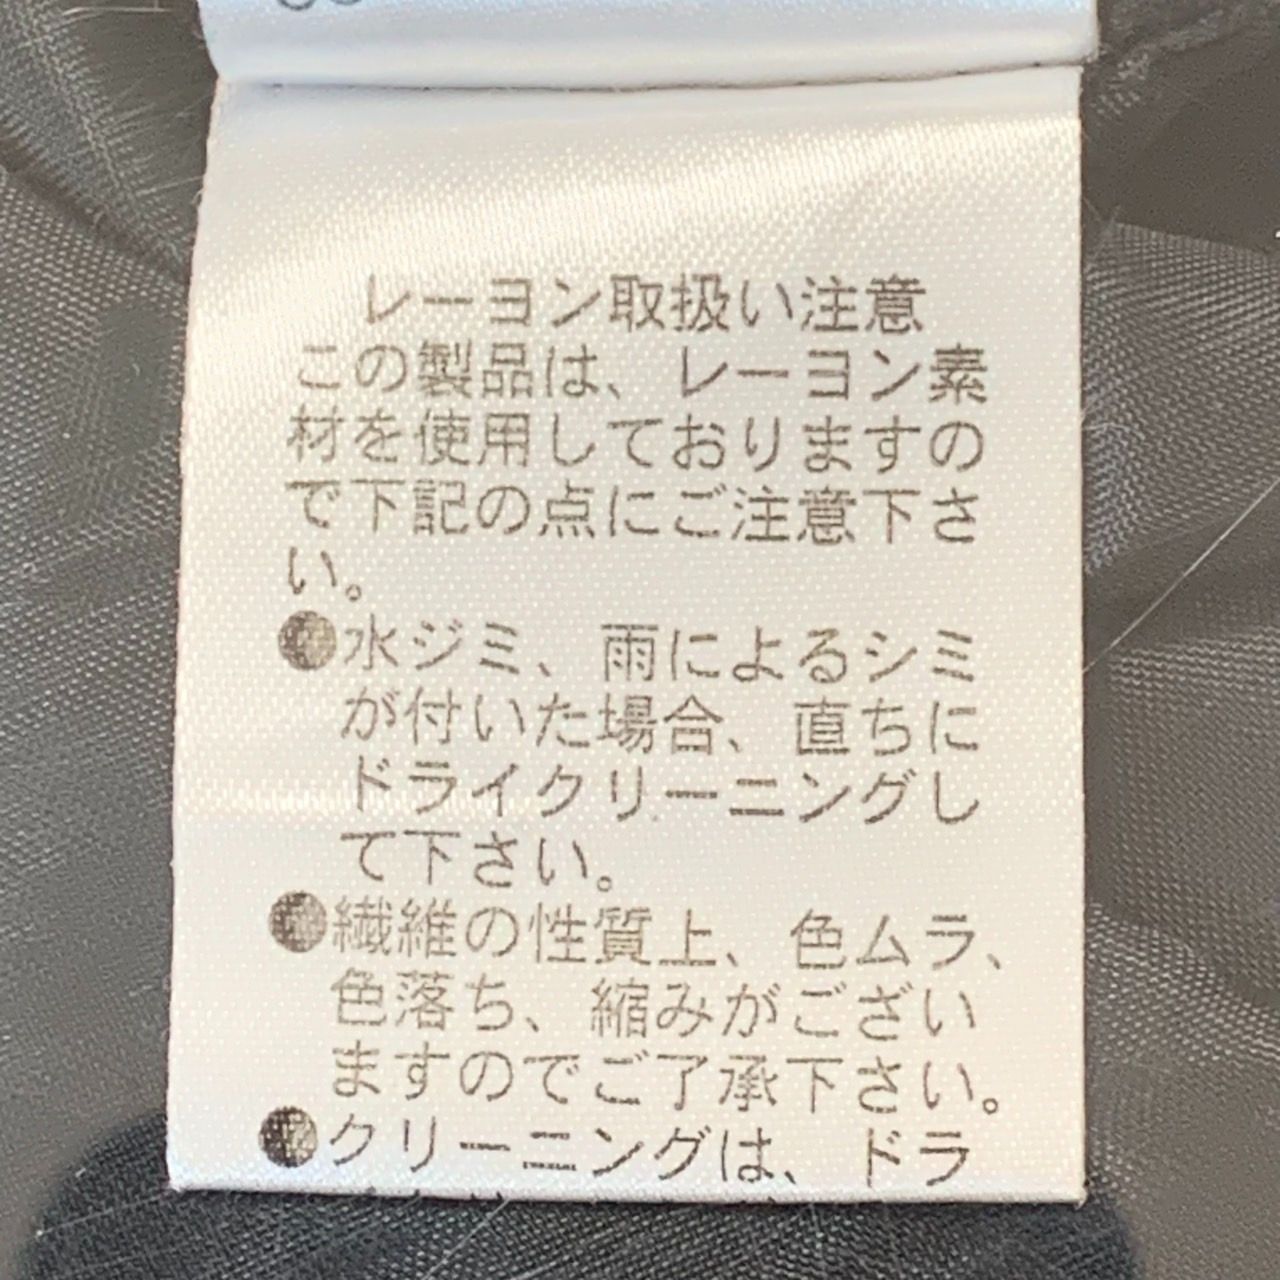 レーヨン取扱い注意
この製品は、レーヨン素
材を使用しておりますの
で下記の点にご注意下さ
い。
●水ジミ、雨によるシミ
が付いた場合、直ちに
ドライクリーニングし
て下さい。
●繊維の性質上、色ムラ、
色落ち、縮みがござい
ますのでご了承下さい。
●クリーニングは、ドラ